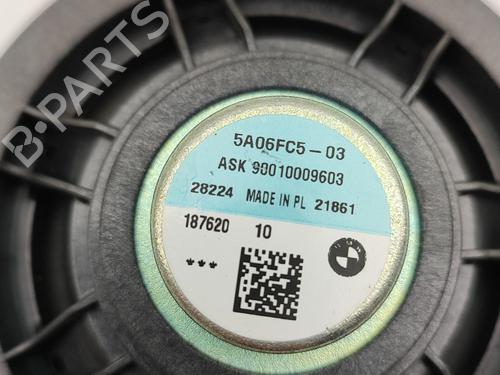 B-PARTS
5A06FC5-03
ASK 90010009603
28224 MADE IN PL 21861
187620 10
***